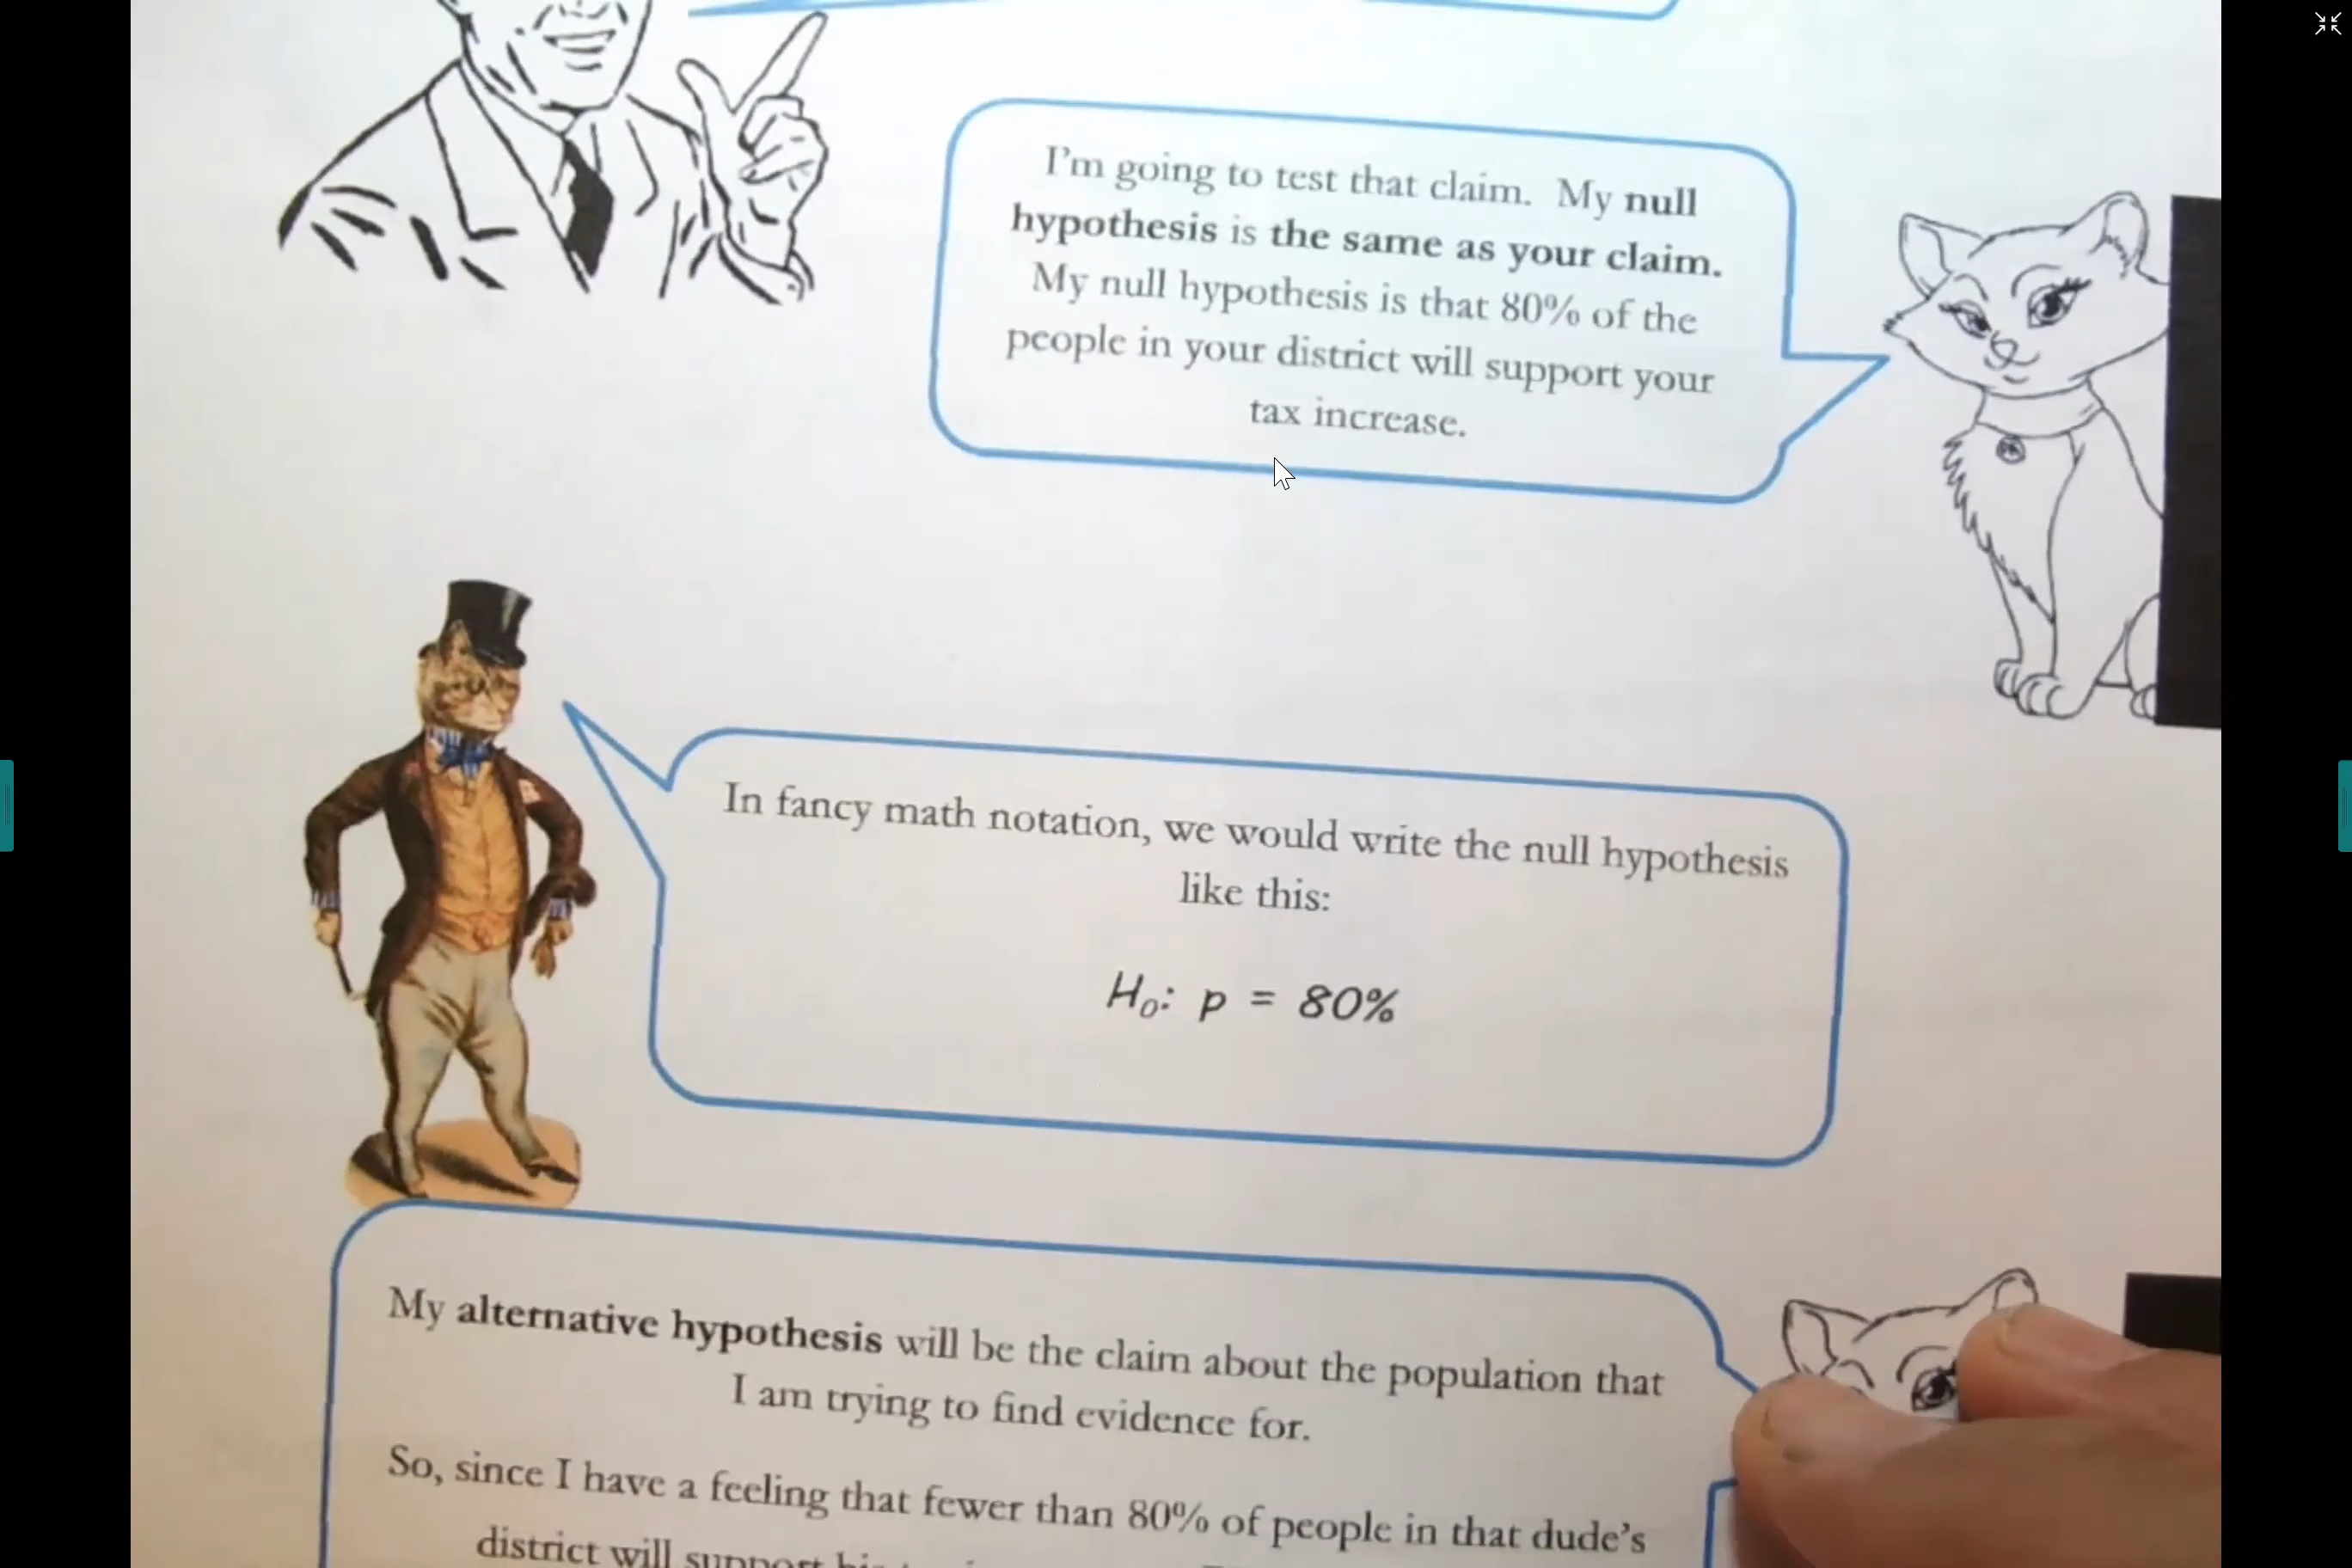 I'm going to test that claim.  My null
hypothesis is the same as your claim.
My null hypothesis is that 80% of the
people in your district will support your
tax increase.
In fancy math notation, we would write the null hypothesis
like this:
H₀: p = 80%
My alternative hypothesis will be the claim about the population that
I am trying to find evidence for.
So, since I have a feeling that fewer than 80% of people in that dude's
district will support